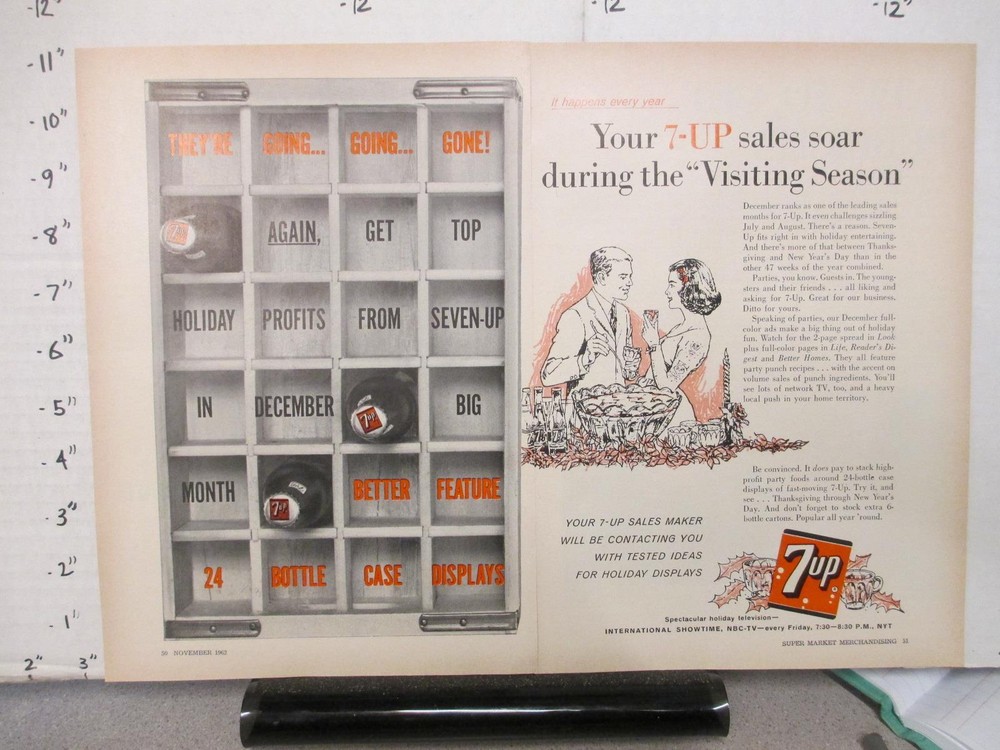 -12"
-12"
-12"
-12"
-11"
-10"
-9"
-8"
-7"
-6"
-5"
-4"
-3"
-2"
-1"
2"
3"
THEY'RE GOING... GOING... GONE!
7up AGAIN, GET TOP
HOLIDAY PROFITS FROM SEVEN-UP
IN DECEMBER 7up BIG
MONTH 7up BETTER FEATURE
24 BOTTLE CASE DISPLAYS
30 NOVEMBER 1962
It happens every year
Your 7-UP sales soar
during the "Visiting Season"
December ranks as one of the leading sales
months for 7-Up. It even challenges sizzling
July and August. There's a reason. Seven-
Up fits right in with holiday entertaining.
And there's more of that between Thanks-
giving and New Year's Day than in the
other 47 weeks of the year combined.
Parties, you know. Guests in. The young-
sters and their friends . . . all liking and
asking for 7-Up. Great for our business.
Ditto for yours.
Speaking of parties, our December full-
color ads make a big thing out of holiday
fun. Watch for the 2-page spread in Look
plus full-color pages in Life, Reader's Di-
gest and Better Homes. They all feature
party punch recipes . . . with the accent on
volume sales of punch ingredients. You'll
see lots of network TV, too, and a heavy
local push in your home territory.
Be convinced. It does pay to stack high-
profit party foods around 24-bottle case
displays of fast-moving 7-Up. Try it, and
see . . . Thanksgiving through New Year's
Day. And don't forget to stock extra 6-
bottle cartons. Popular all year 'round.
YOUR 7-UP SALES MAKER
WILL BE CONTACTING YOU
WITH TESTED IDEAS
FOR HOLIDAY DISPLAYS
7up
Spectacular holiday television—
INTERNATIONAL SHOWTIME, NBC-TV—every Friday, 7:30—8:30 P.M., NYT
SUPER MARKET MERCHANDISING